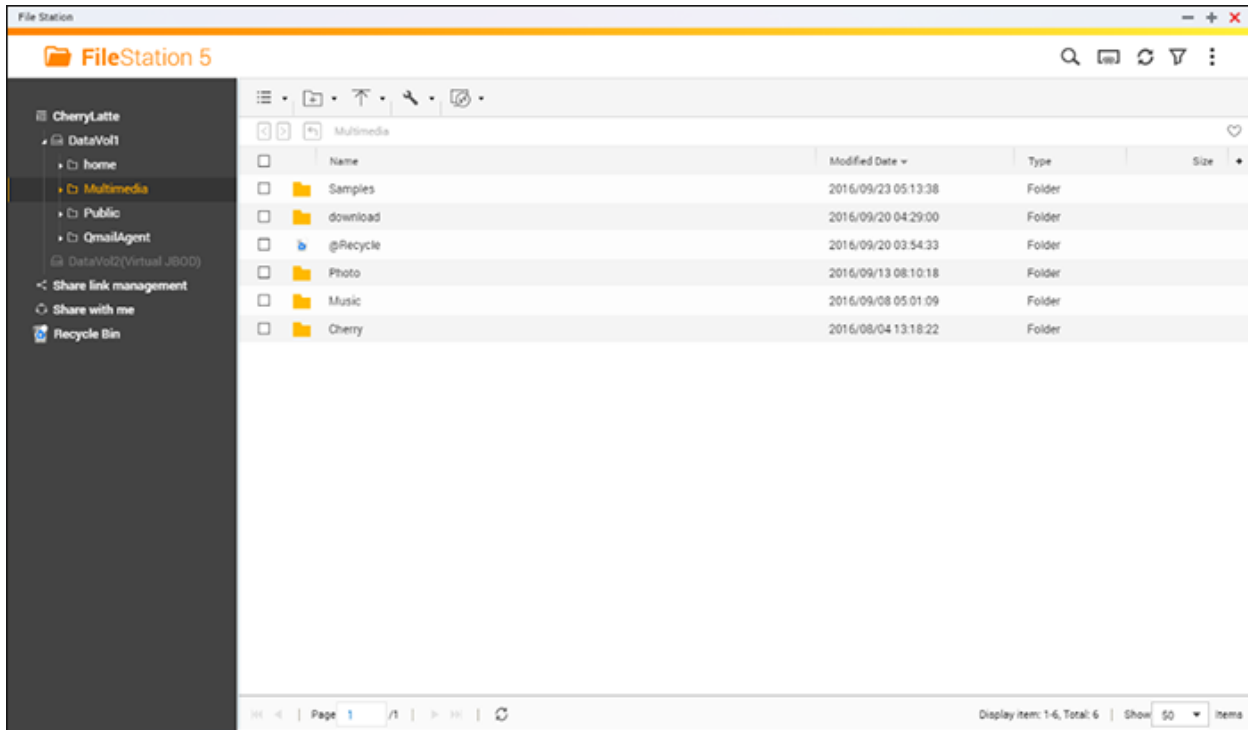 File Station
FileStation 5
CherryLatte
DataVol1
home
Multimedia
Public
QmailAgent
DataVol2(Virtual JBOD)
Share link management
Share with me
Recycle Bin
Multimedia
Name Modified Date Type Size
Samples 2016/09/23 05:13:38 Folder
download 2016/09/20 04:29:00 Folder
@Recycle 2016/09/20 03:54:33 Folder
Photo 2016/09/13 08:10:18 Folder
Music 2016/09/08 05:01:09 Folder
Cherry 2016/08/04 13:18:22 Folder
Page 1 /1 Display item: 1-6, Total: 6 | Show 50 Items